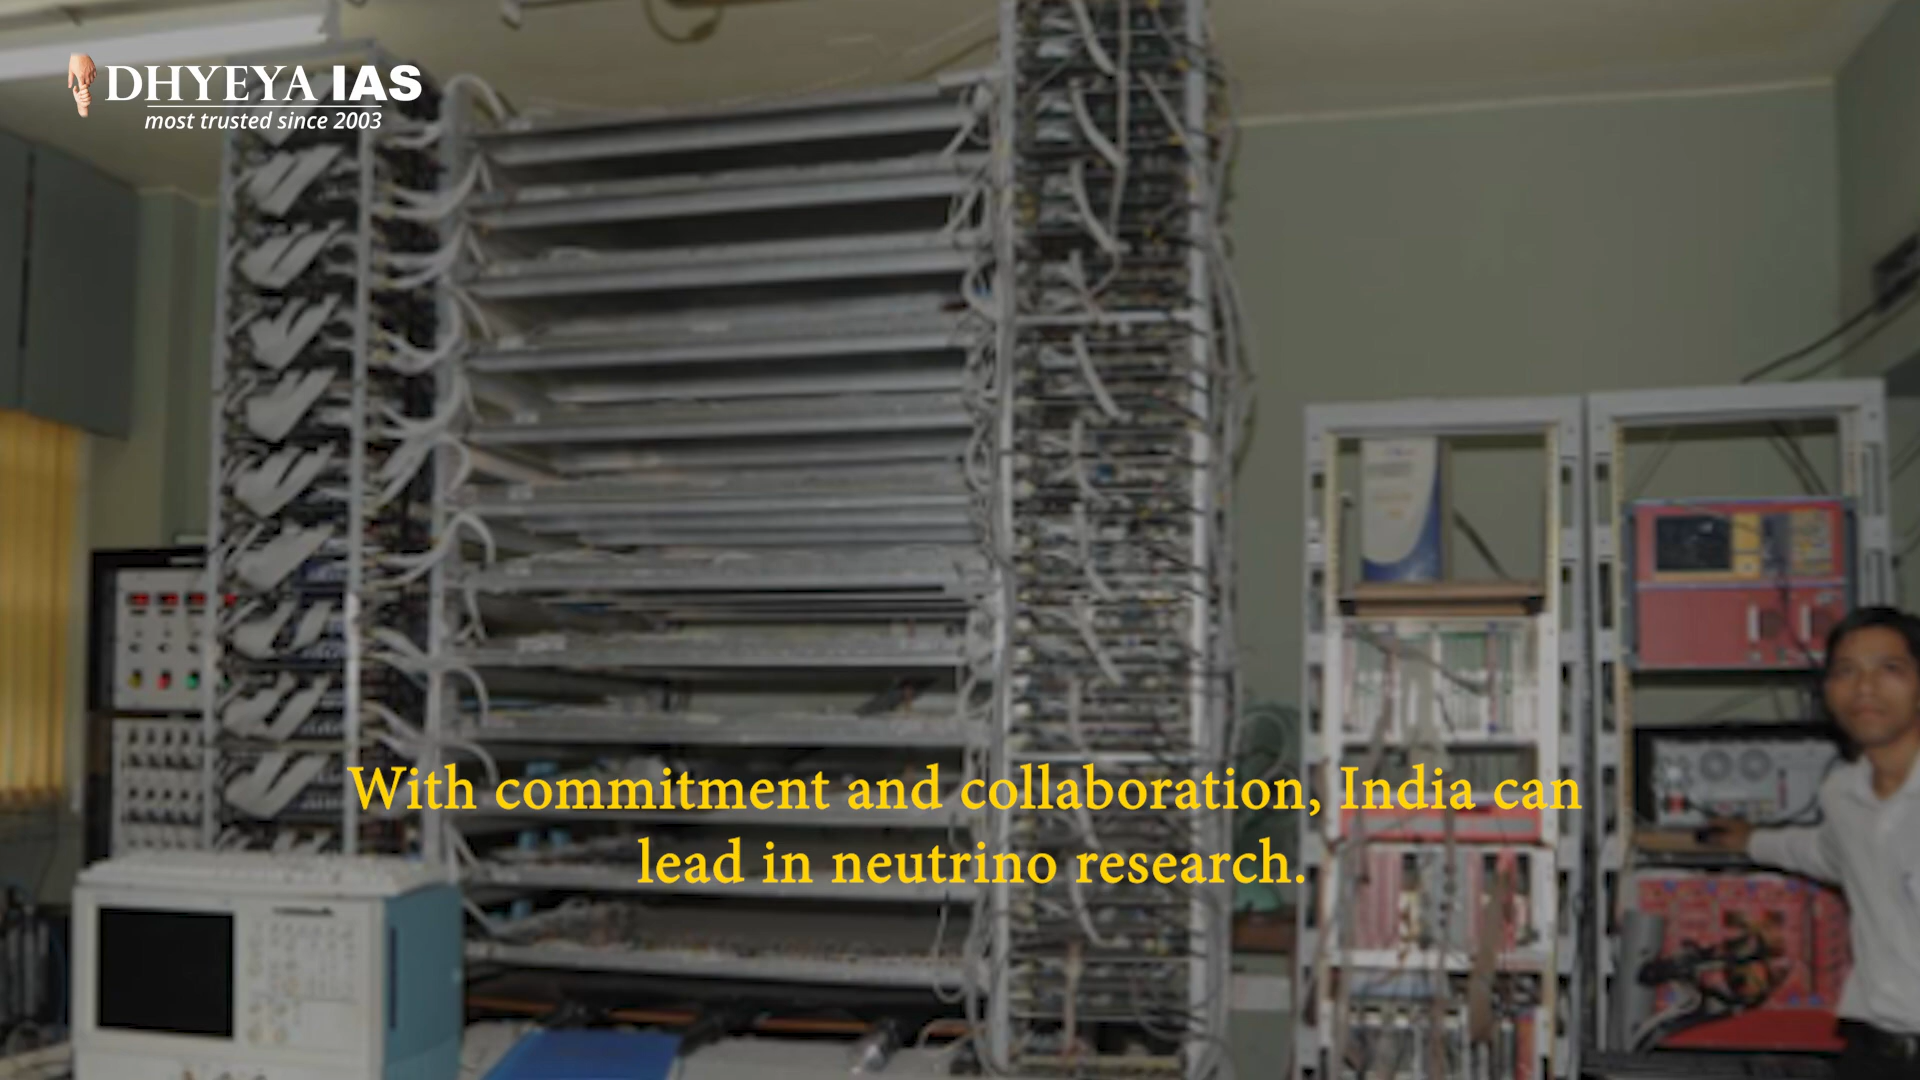 DHYEYA IAS
most trusted since 2003
With commitment and collaboration, India can
lead in neutrino research.